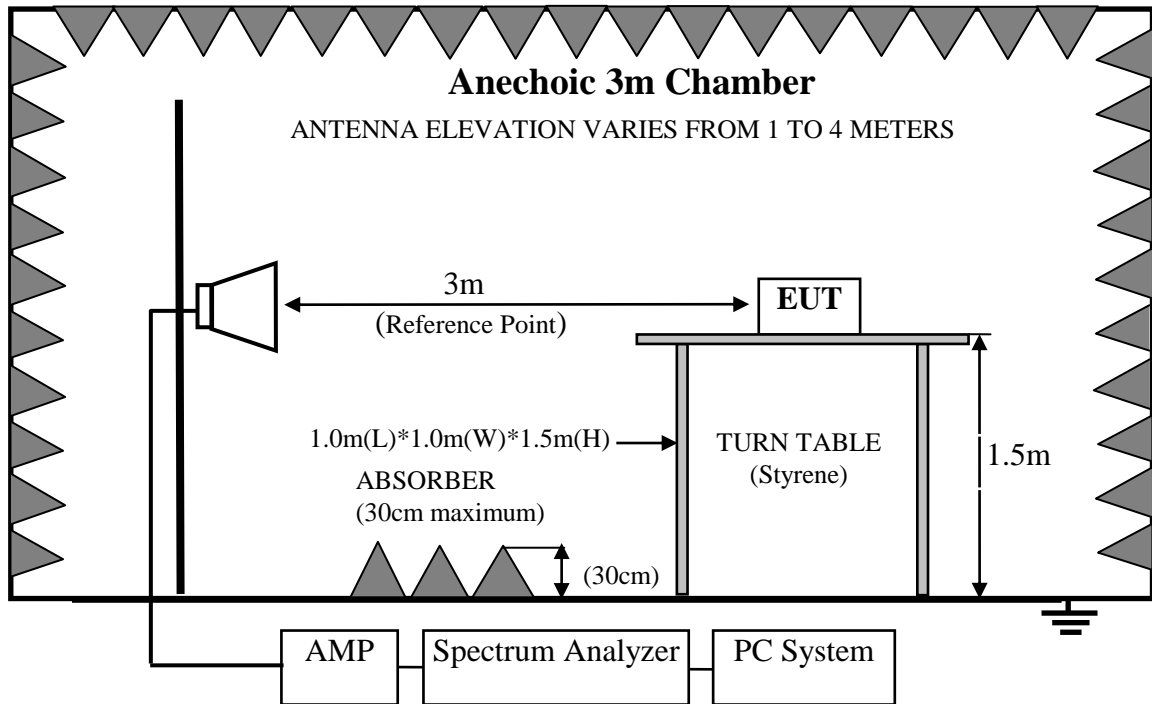 Anechoic 3m Chamber
ANTENNA ELEVATION VARIES FROM 1 TO 4 METERS
3m
(Reference Point)
EUT
1.0m(L)*1.0m(W)*1.5m(H)
TURN TABLE
(Styrene)
1.5m
ABSORBER
(30cm maximum)
(30cm)
AMP
Spectrum Analyzer
PC System